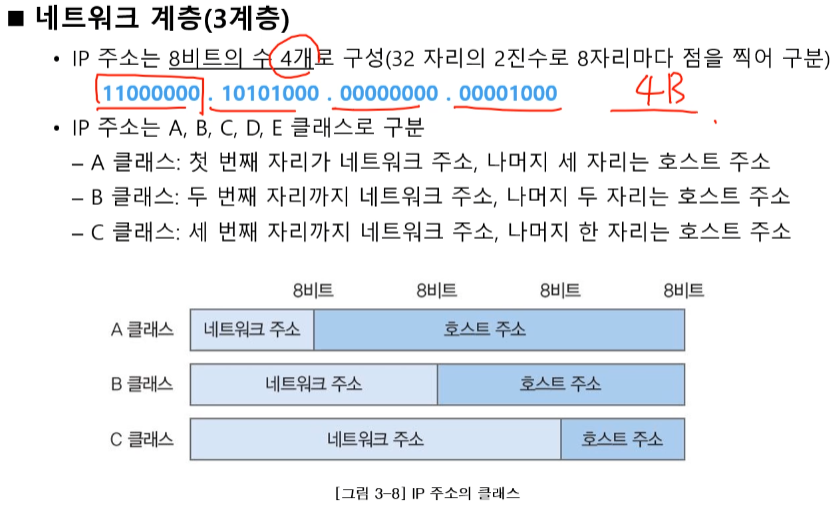 ■ 네트워크 계층(3계층)
• IP 주소는 8비트의 수 4개로 구성(32 자리의 2진수로 8자리마다 점을 찍어 구분)
11000000 . 10101000 . 00000000 . 00001000 4B
• IP 주소는 A, B, C, D, E 클래스로 구분
– A 클래스: 첫 번째 자리가 네트워크 주소, 나머지 세 자리는 호스트 주소
– B 클래스: 두 번째 자리까지 네트워크 주소, 나머지 두 자리는 호스트 주소
– C 클래스: 세 번째 자리까지 네트워크 주소, 나머지 한 자리는 호스트 주소
8비트 8비트 8비트 8비트
A 클래스 네트워크 주소 호스트 주소
B 클래스 네트워크 주소 호스트 주소
C 클래스 네트워크 주소 호스트 주소
[그림 3-8] IP 주소의 클래스